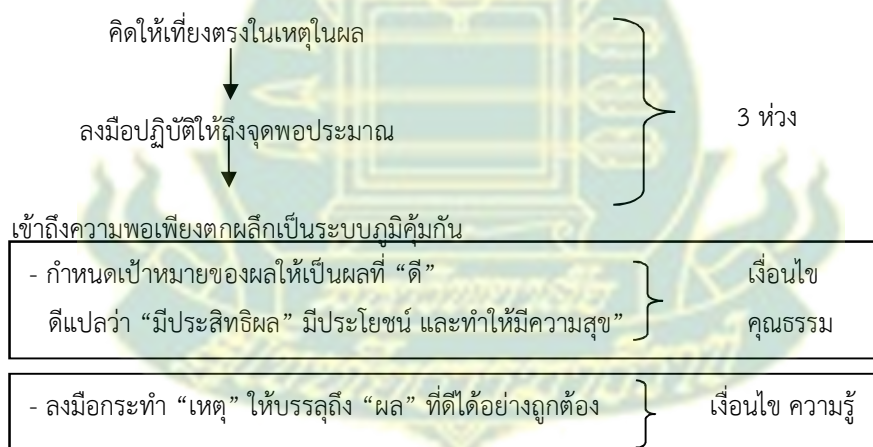 คิดให้เที่ยงตรงในเหตุในผล
ลงมือปฏิบัติให้ถึงจุดพอประมาณ
3 ห่วง
เข้าถึงความพอเพียงตกผลึกเป็นระบบภูมิคุ้มกัน
- กำหนดเป้าหมายของผลให้เป็นผลที่ “ดี” เงื่อนไข
ดีแปลว่า “มีประสิทธิผล” มีประโยชน์ และทำให้มีความสุข” คุณธรรม
- ลงมือกระทำ “เหตุ” ให้บรรลุถึง “ผล” ที่ดีได้อย่างถูกต้อง เงื่อนไข ความรู้